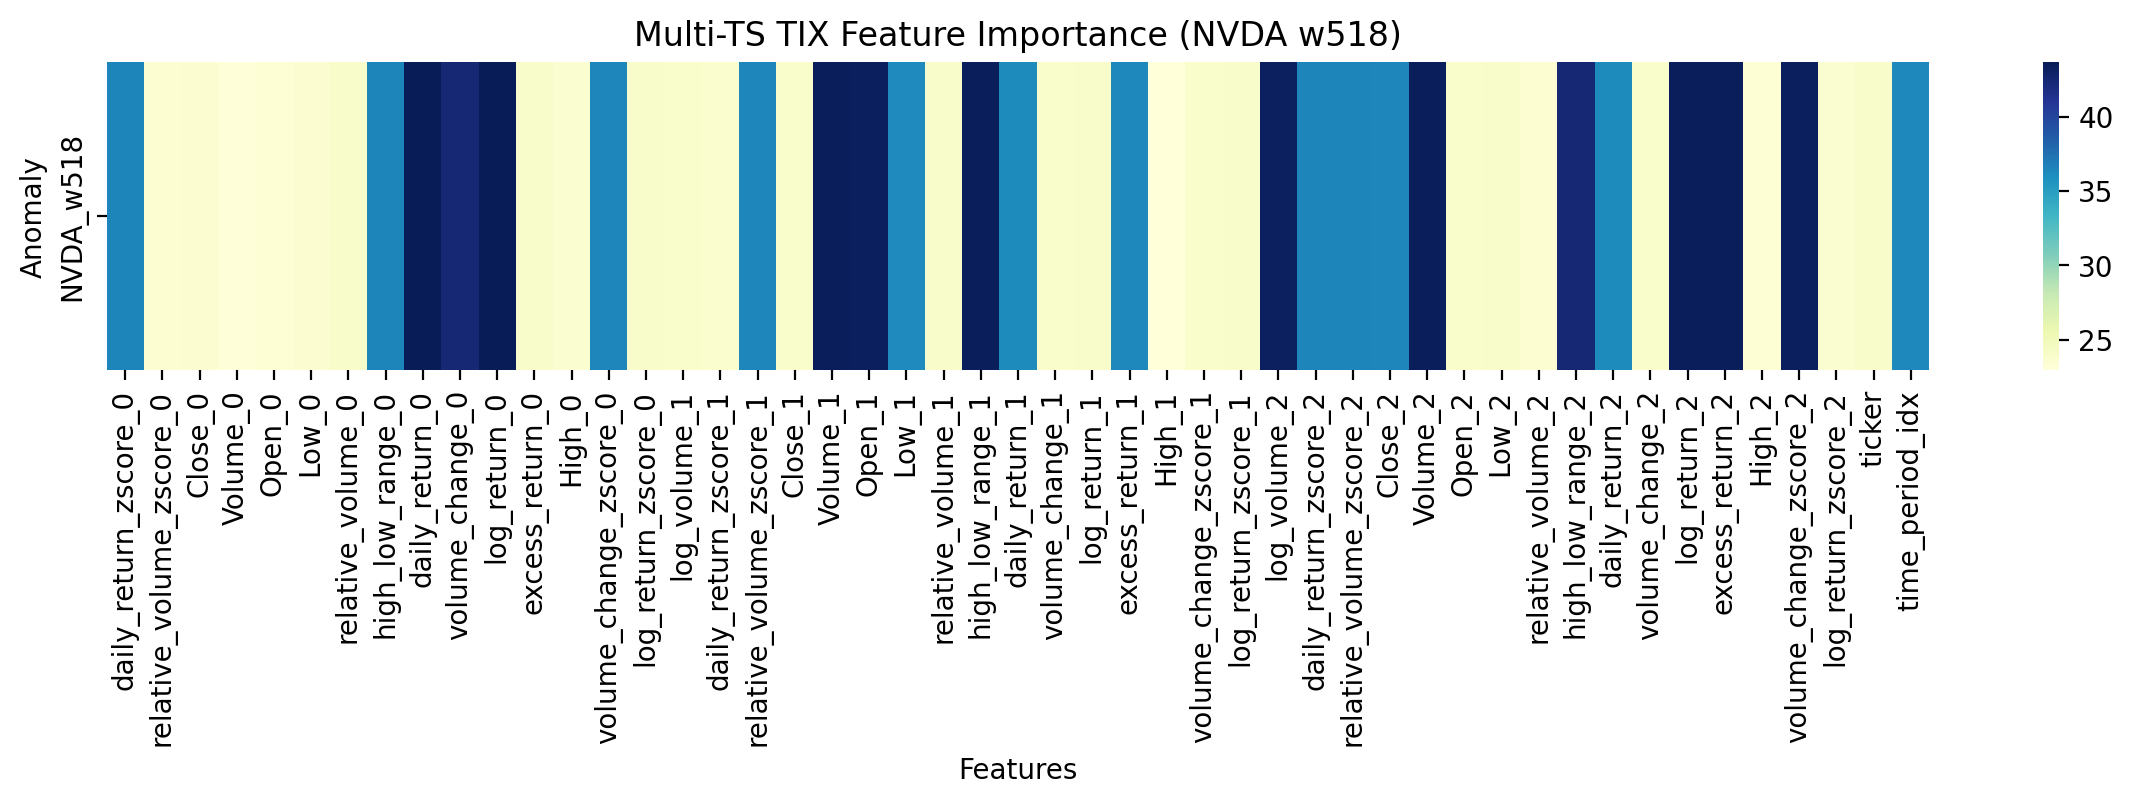 Multi-TS TIX Feature Importance (NVDA w518)
Anomaly
NVDA_w518
40
35
30
25
daily_return_zscore_0
relative_volume_zscore_0
Close_0
Volume_0
Open_0
Low_0
relative_volume_0
high_low_range_0
daily_return_0
volume_change_0
log_return_0
excess_return_0
High_0
volume_change_zscore_0
log_return_zscore_0
log_volume_1
daily_return_zscore_1
relative_volume_zscore_1
Close_1
Volume_1
Open_1
Low_1
relative_volume_1
high_low_range_1
daily_return_1
volume_change_1
log_return_1
excess_return_1
High_1
volume_change_zscore_1
log_return_zscore_1
log_volume_2
daily_return_zscore_2
relative_volume_zscore_2
Close_2
Volume_2
Open_2
Low_2
relative_volume_2
high_low_range_2
daily_return_2
volume_change_2
log_return_2
excess_return_2
High_2
volume_change_zscore_2
log_return_zscore_2
ticker
time_period_idx
Features